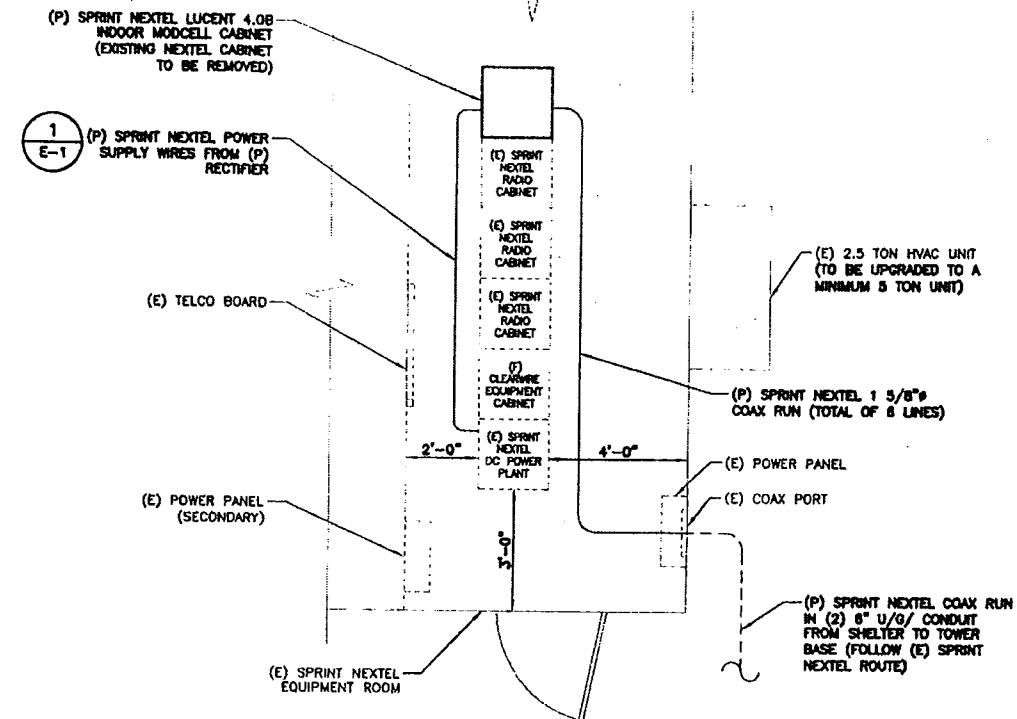 (P) SPRINT NEXTEL LUCENT 4.0B
INDOOR MODCELL CABINET
(EXISTING NEXTEL CABINET
TO BE REMOVED)
1
E-1
(P) SPRINT NEXTEL POWER
SUPPLY WIRES FROM (P)
RECTIFIER
(E) SPRINT
NEXTEL
RADIO
CABINET
(E) SPRINT
NEXTEL
RADIO
CABINET
(E) SPRINT
NEXTEL
RADIO
CABINET
(F)
CLEARWIRE
EQUIPMENT
CABINET
(E) SPRINT
NEXTEL
DC POWER
PLANT
(E) TELCO BOARD
2'-0"
4'-0"
3'-0"
(E) POWER PANEL
(SECONDARY)
(E) SPRINT NEXTEL
EQUIPMENT ROOM
(E) 2.5 TON HVAC UNIT
(TO BE UPGRADED TO A
MINIMUM 5 TON UNIT)
(P) SPRINT NEXTEL 1 5/8"ø
COAX RUN (TOTAL OF 6 LINES)
(E) POWER PANEL
(E) COAX PORT
(P) SPRINT NEXTEL COAX RUN
IN (2) 6" U/G/ CONDUIT
FROM SHELTER TO TOWER
BASE (FOLLOW (E) SPRINT
NEXTEL ROUTE)